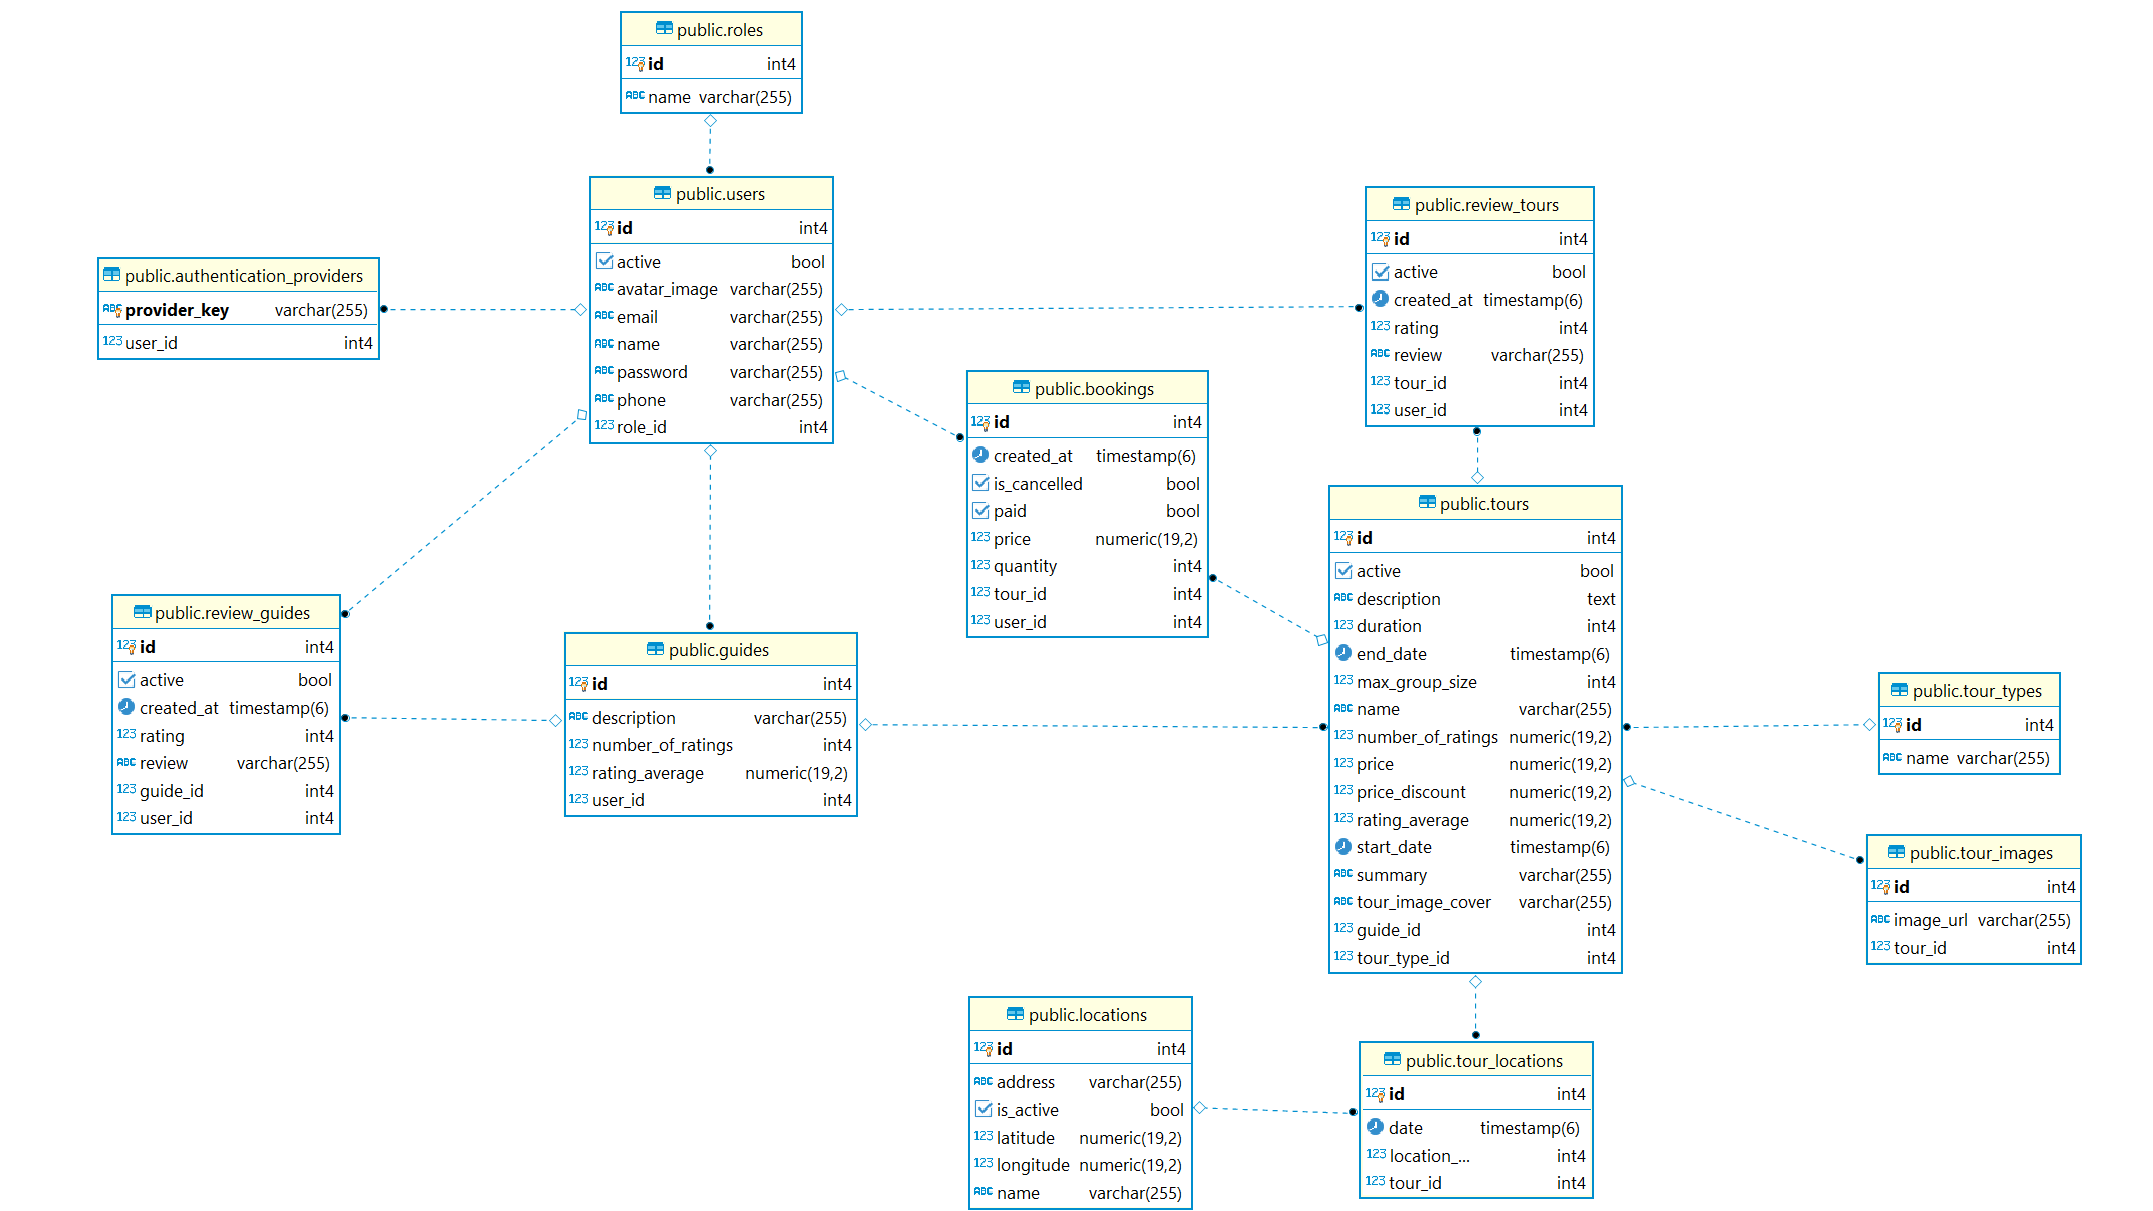 public.roles
id int4
name varchar(255)
public.users
id int4
active bool
avatar_image varchar(255)
email varchar(255)
name varchar(255)
password varchar(255)
phone varchar(255)
role_id int4
public.authentication_providers
provider_key varchar(255)
user_id int4
public.review_tours
id int4
active bool
created_at timestamp(6)
rating int4
review varchar(255)
tour_id int4
user_id int4
public.bookings
id int4
created_at timestamp(6)
is_cancelled bool
paid bool
price numeric(19,2)
quantity int4
tour_id int4
user_id int4
public.tours
id int4
active bool
description text
duration int4
end_date timestamp(6)
max_group_size int4
name varchar(255)
number_of_ratings numeric(19,2)
price numeric(19,2)
price_discount numeric(19,2)
rating_average numeric(19,2)
start_date timestamp(6)
summary varchar(255)
tour_image_cover varchar(255)
guide_id int4
tour_type_id int4
public.review_guides
id int4
active bool
created_at timestamp(6)
rating int4
review varchar(255)
guide_id int4
user_id int4
public.guides
id int4
description varchar(255)
number_of_ratings int4
rating_average numeric(19,2)
user_id int4
public.tour_types
id int4
name varchar(255)
public.tour_images
id int4
image_url varchar(255)
tour_id int4
public.locations
id int4
address varchar(255)
is_active bool
latitude numeric(19,2)
longitude numeric(19,2)
name varchar(255)
public.tour_locations
id int4
date timestamp(6)
location_... int4
tour_id int4